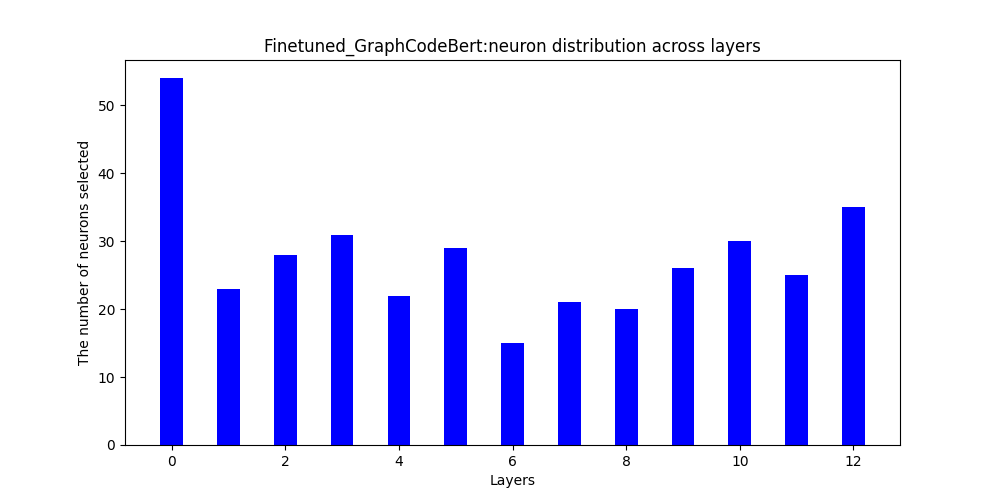 Finetuned_GraphCodeBert:neuron distribution across layers
The number of neurons selected
50
40
30
20
10
0
0 2 4 6 8 10 12
Layers